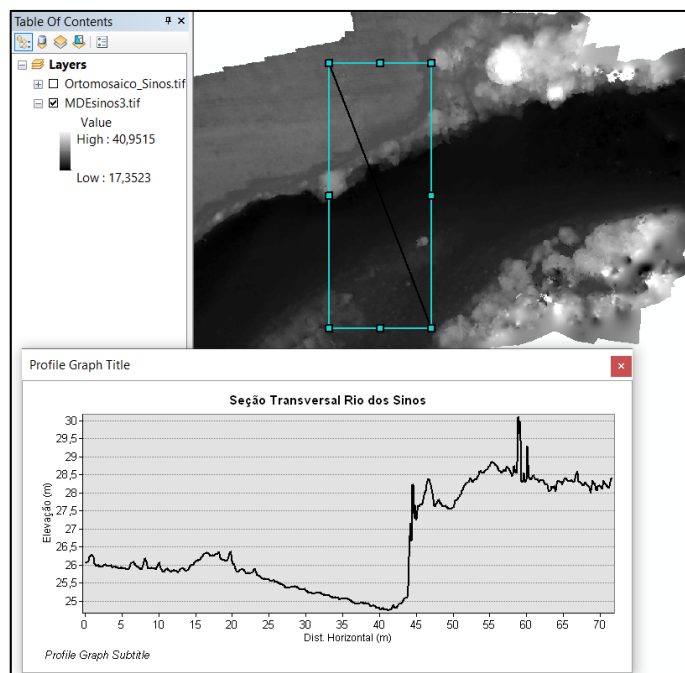 Table Of Contents
Layers
Ortomosaico_Sinos.tif
MDEsinos3.tif
Value
High : 40,9515
Low : 17,3523
Profile Graph Title
Seção Transversal Rio dos Sinos
30
29,5
29
28,5
28
27,5
27
26,5
26
25,5
25
Elevação (m)
0 5 10 15 20 25 30 35 40 45 50 55 60 65 70
Dist. Horizontal (m)
Profile Graph Subtitle